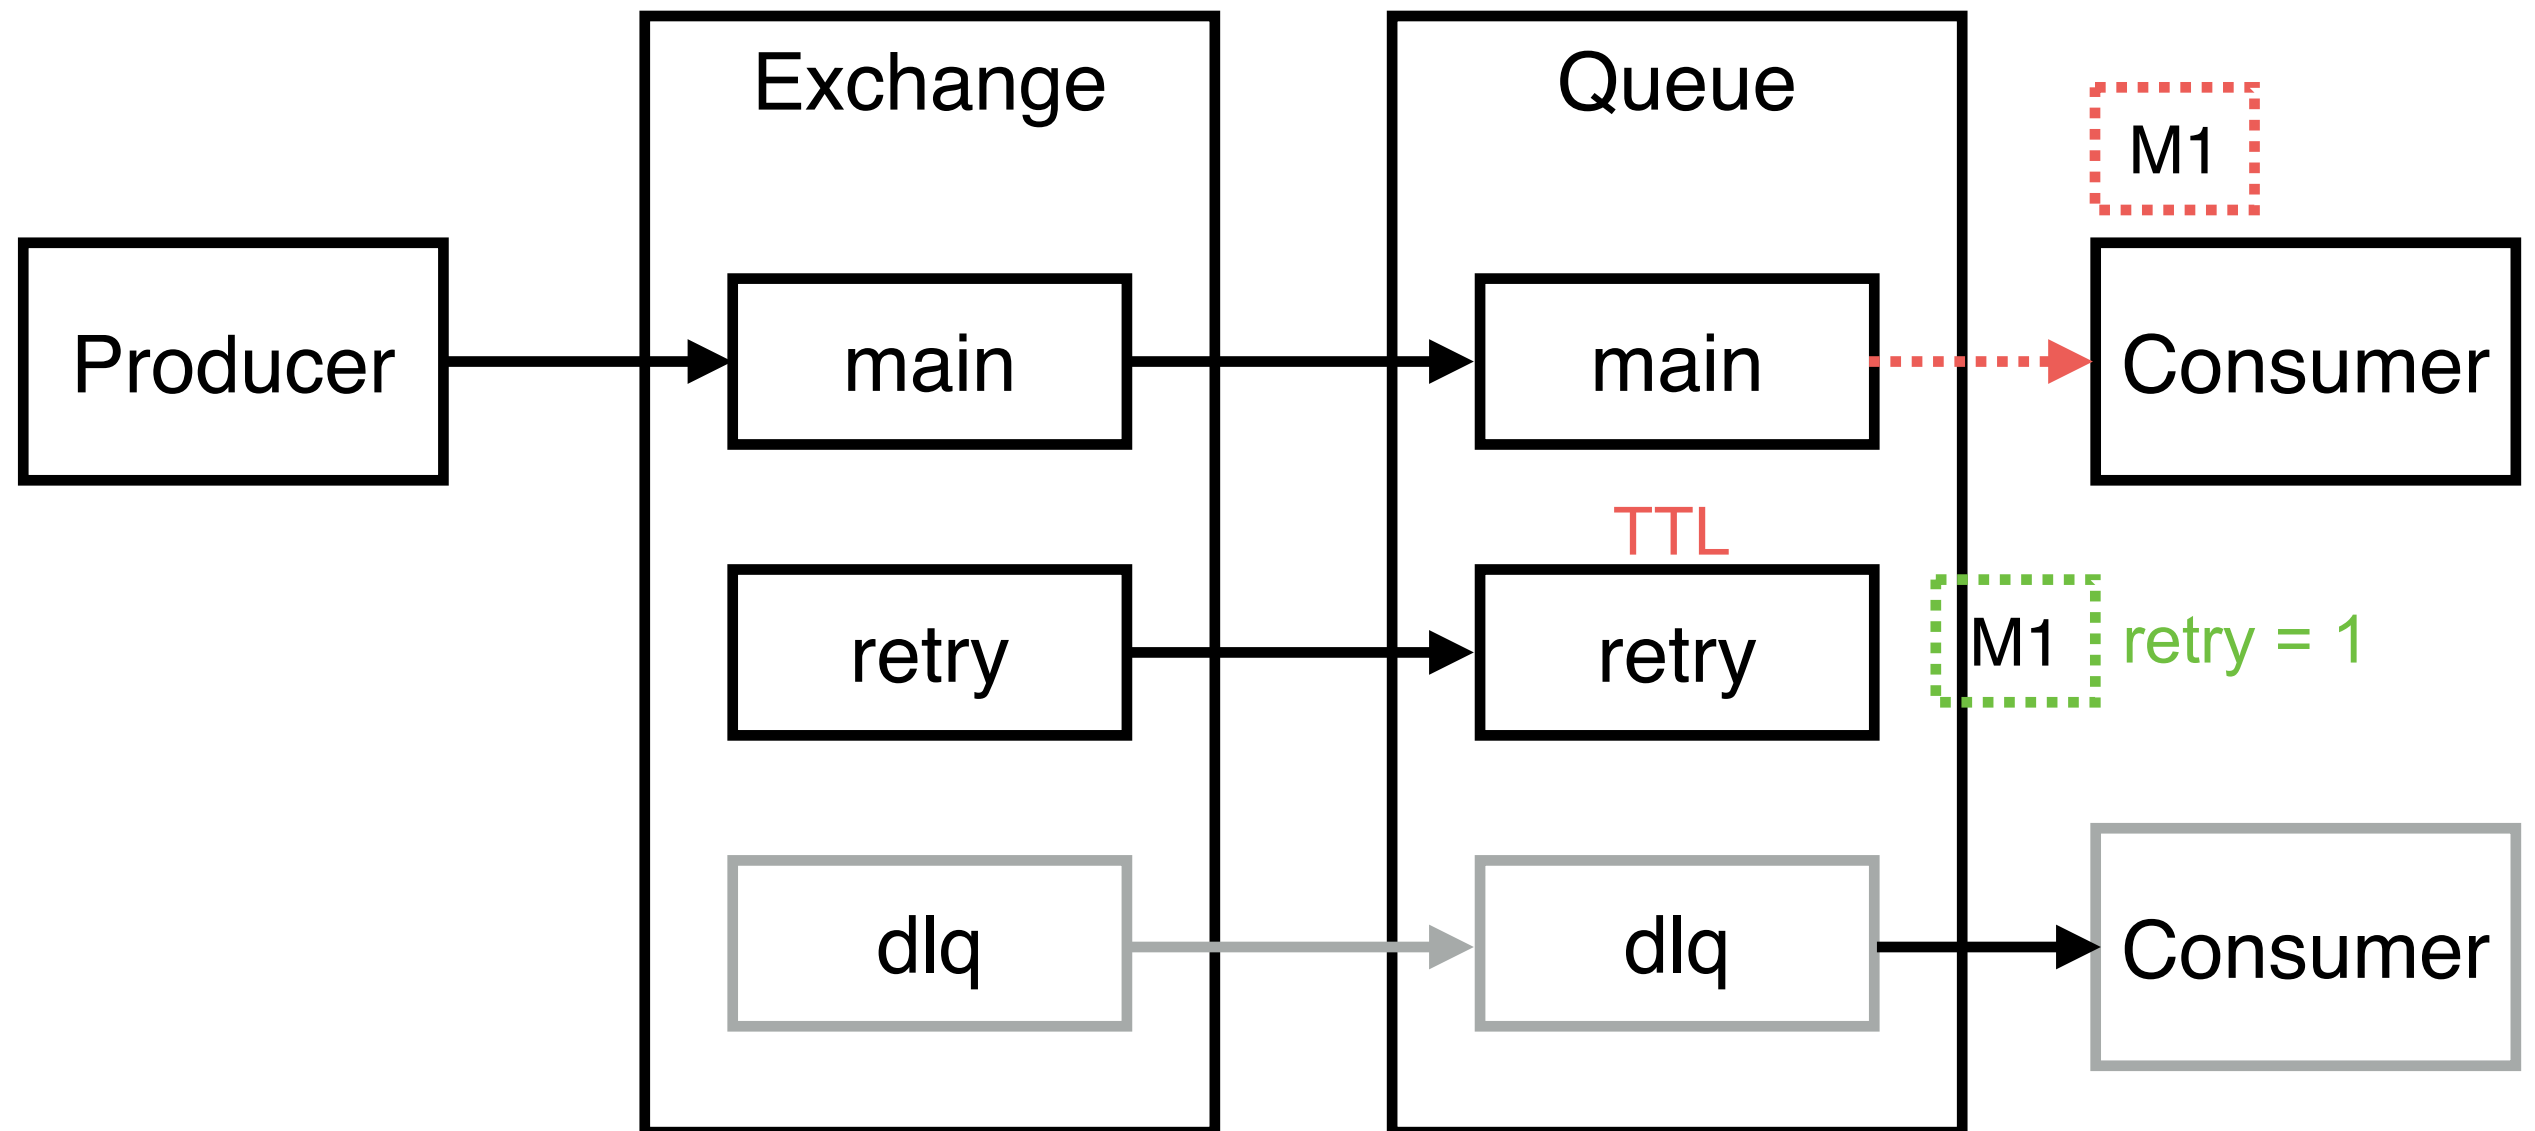 Exchange
Queue
M1
Producer
main
main
Consumer
TTL
retry
retry
M1
retry = 1
dlq
dlq
Consumer